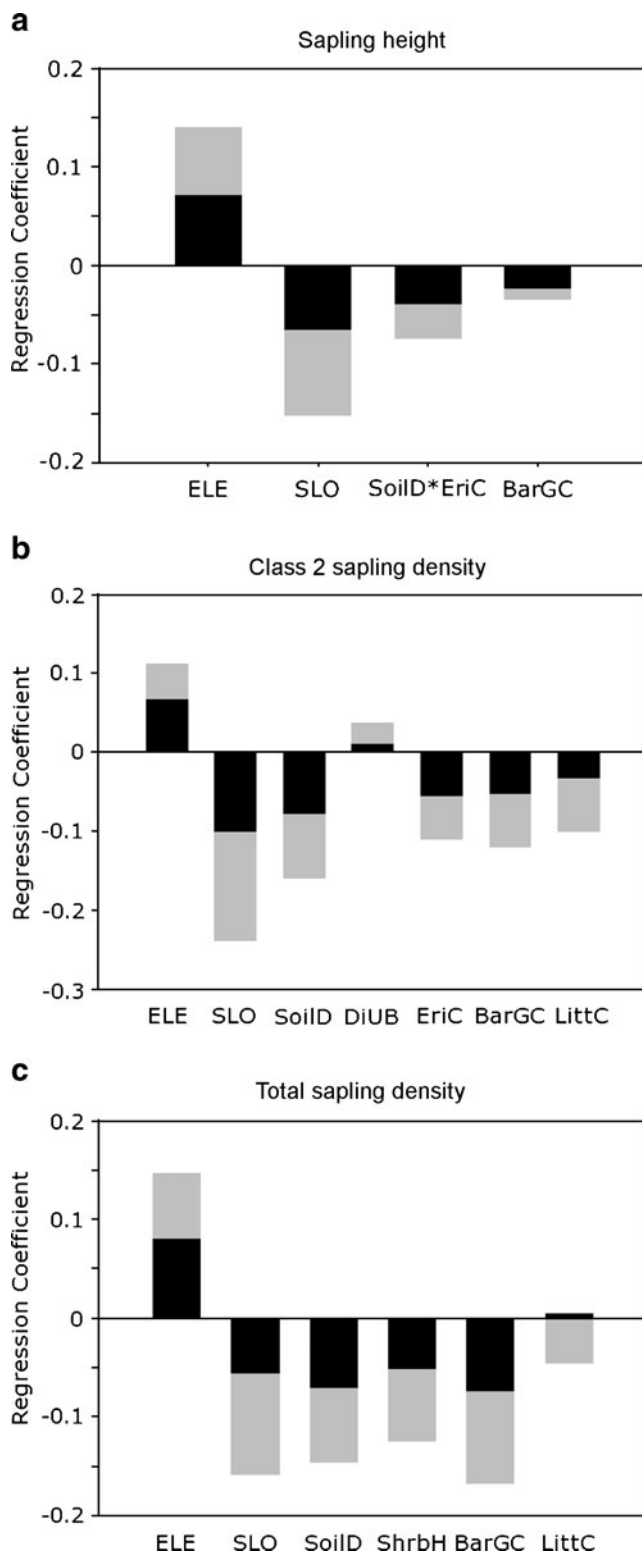 a
Sapling height
Regression Coefficient
0.2
0.1
0
-0.1
-0.2
ELE SLO SoilD*EriC BarGC
b
Class 2 sapling density
Regression Coefficient
0.2
0.1
0
-0.1
-0.2
-0.3
ELE SLO SoilD DiUB EriC BarGC LittC
c
Total sapling density
Regression Coefficient
0.2
0.1
0
-0.1
-0.2
ELE SLO SoilD ShrbH BarGC LittC